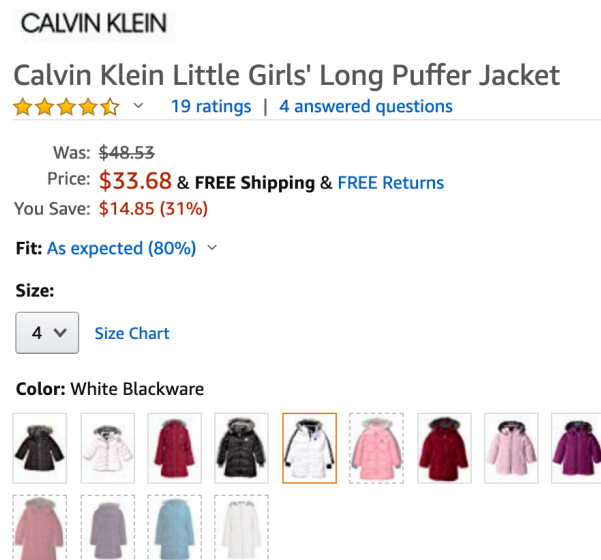 CALVIN KLEIN
Calvin Klein Little Girls' Long Puffer Jacket
19 ratings | 4 answered questions
Was: $48.53
Price: $33.68 & FREE Shipping & FREE Returns
You Save: $14.85 (31%)
Fit: As expected (80%)
Size:
4 Size Chart
Color: White Blackware